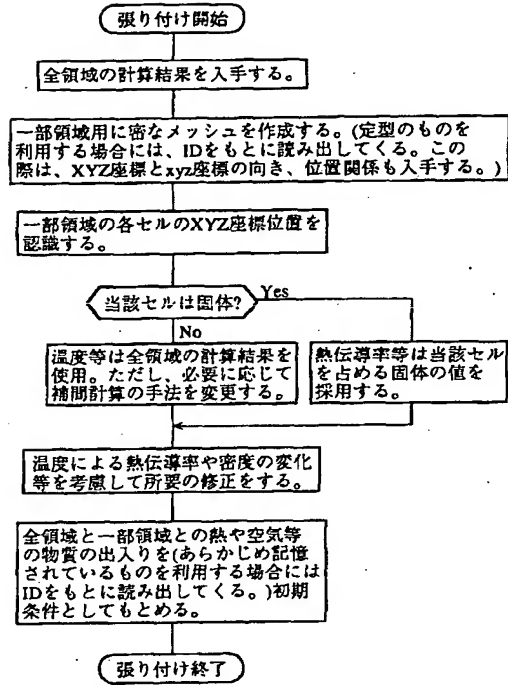 張り付け開始
全領域の計算結果を入手する。
一部領域用に密なメッシュを作成する。(定型のものを
利用する場合には、IDをもとに読み出してくる。この
際は、XYZ座標とxyz座標の向き、位置関係も入手する。)
一部領域の各セルのXYZ座標位置を
認識する。
当該セルは固体?
Yes
No
温度等は全領域の計算結果を
使用。ただし、必要に応じて
補間計算の手法を変更する。
熱伝導率等は当該セル
を占める固体の値を
採用する。
温度による熱伝導率や密度の変化
等を考慮して所要の修正をする。
全領域と一部領域との熱や空気等
の物質の出入りを(あらかじめ記憶
されているものを利用する場合には
IDをもとに読み出してくる。)初期
条件としてもとめる。
張り付け終了